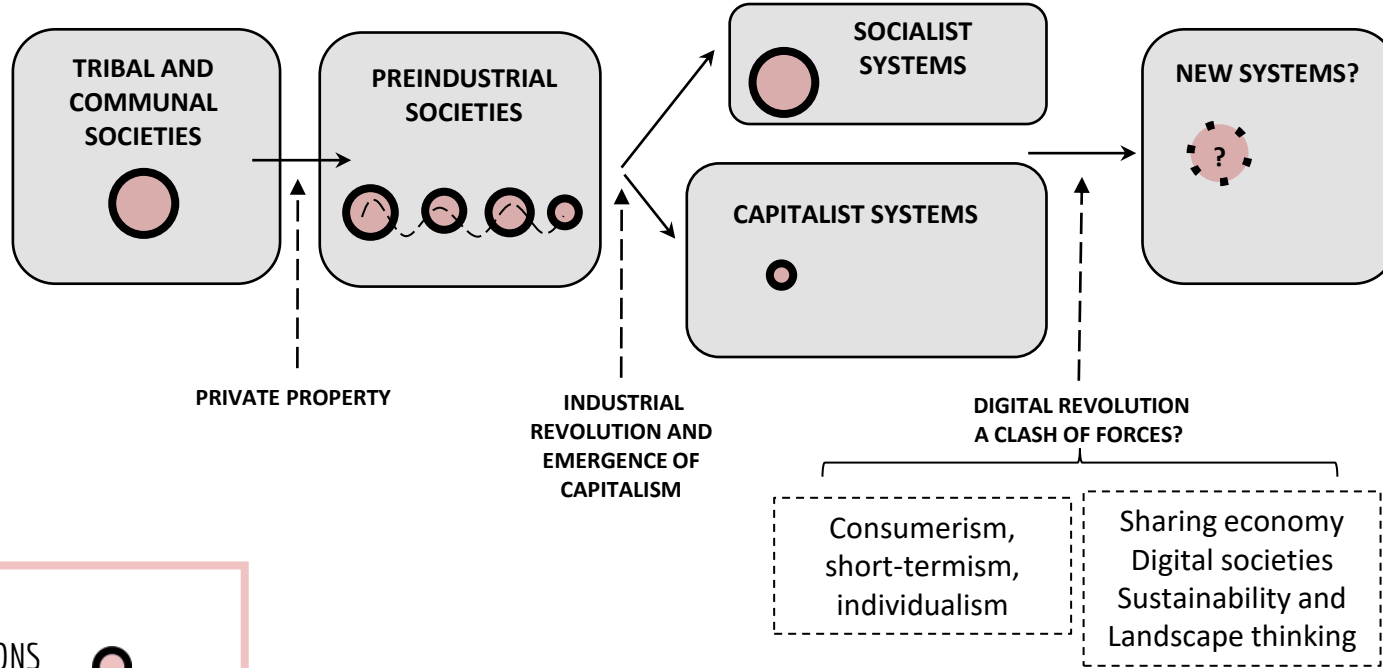 TRIBAL AND
COMMUNAL
SOCIETIES
PREINDUSTRIAL
SOCIETIES
SOCIALIST
SYSTEMS
CAPITALIST SYSTEMS
NEW SYSTEMS?
?
PRIVATE PROPERTY
INDUSTRIAL
REVOLUTION AND
EMERGENCE OF
CAPITALISM
DIGITAL REVOLUTION
A CLASH OF FORCES?
Consumerism,
short-termism,
individualism
Sharing economy
Digital societies
Sustainability and
Landscape thinking